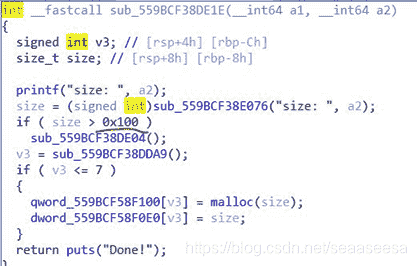 int __fastcall sub_559BCF38DE1E(__int64 a1, __int64 a2)
{
signed int v3; // [rsp+4h] [rbp-Ch]
size_t size; // [rsp+8h] [rbp-8h]
printf("size: ", a2);
size = (signed int)sub_559BCF38E076("size: ", a2);
if ( size > 0x100 )
sub_559BCF38DE04();
v3 = sub_559BCF38DDA9();
if ( v3 <= 7 )
{
qword_559BCF58F100[v3] = malloc(size);
dword_559BCF58F0E0[v3] = size;
}
return puts("Done!");
}
https://blog.csdn.net/seaaseesa